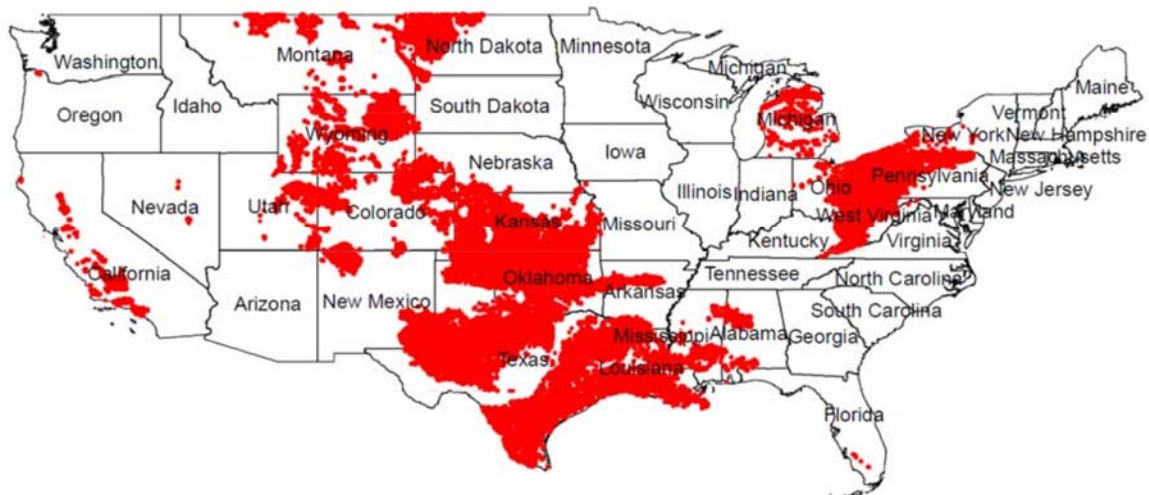 Washington
Montana
North Dakota
Minnesota
Michigan
Maine
Oregon
Idaho
Wyoming
South Dakota
Wisconsin
Michigan
Vermont
New York
New Hampshire
Massachusetts
Nebraska
Iowa
Illinois
Indiana
Ohio
Pennsylvania
New Jersey
Nevada
Utah
Colorado
Kansas
Missouri
Kentucky
West Virginia
Maryland
Virginia
California
Arizona
New Mexico
Oklahoma
Arkansas
Tennessee
North Carolina
South Carolina
Texas
Louisiana
Mississippi
Alabama
Georgia
Florida